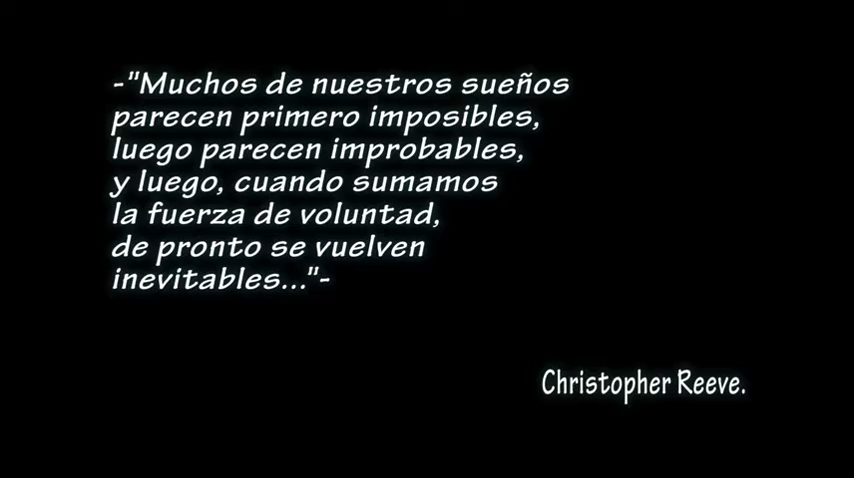 -"Muchos de nuestros sueños
parecen primero imposibles,
luego parecen improbables,
y luego, cuando sumamos
la fuerza de voluntad,
de pronto se vuelven
inevitables..."-
Christopher Reeve.